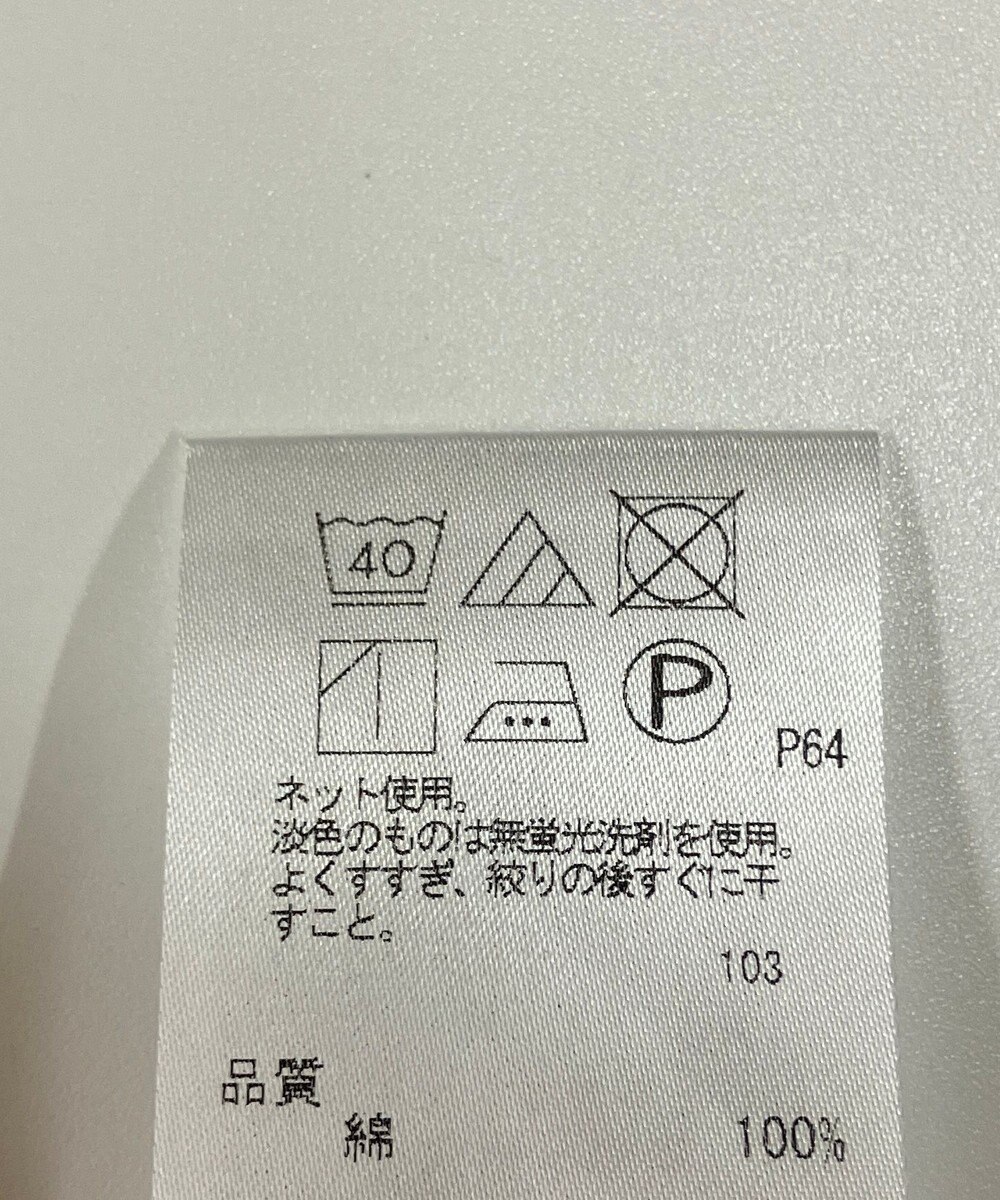 40
P
P64
ネット使用。
淡色のものは無蛍光洗剤を使用。
よくすすぎ、絞りの後すぐに干
すこと。
103
品質
綿 100%